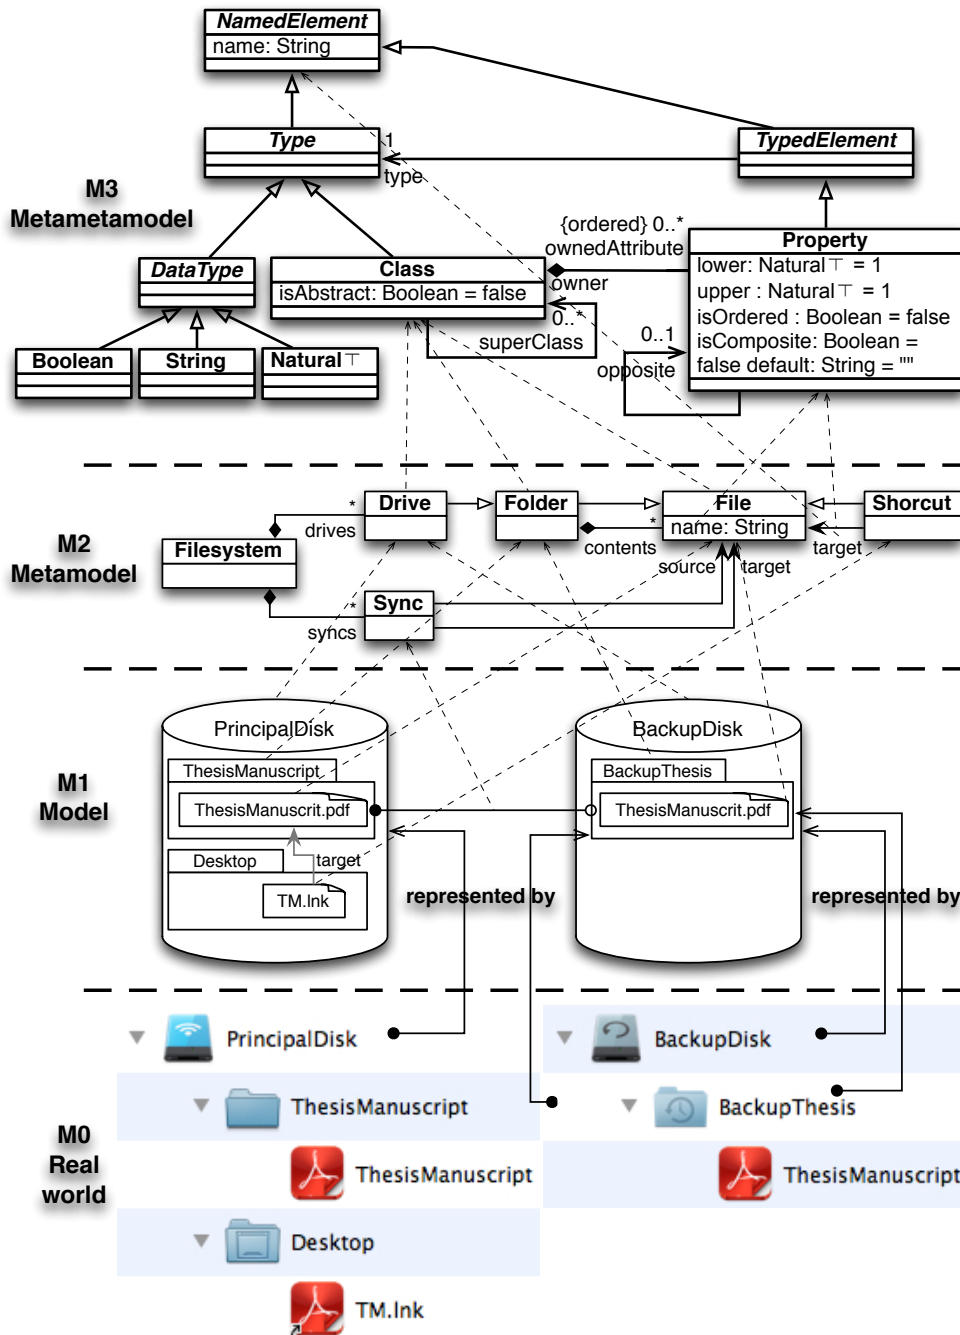 NamedElement
name: String
Type
1
type
TypedElement
M3
Metametamodel
{ordered} 0..*
ownedAttribute
owner
Property
lower: Natural⊤ = 1
upper : Natural⊤ = 1
isOrdered : Boolean = false
isComposite: Boolean =
false default: String = ""
DataType
Class
isAbstract: Boolean = false
0..*
superClass
0..1
opposite
Boolean
String
Natural⊤
M2
Metamodel
*
drives
Drive
Folder
File
name: String
Shorcut
*
contents
source
target
target
Filesystem
*
syncs
Sync
M1
Model
PrincipalDisk
ThesisManuscript
ThesisManuscrit.pdf
Desktop
target
TM.lnk
represented by
BackupDisk
BackupThesis
ThesisManuscrit.pdf
represented by
M0
Real
world
PrincipalDisk
ThesisManuscript
ThesisManuscript
Desktop
TM.lnk
BackupDisk
BackupThesis
ThesisManuscript